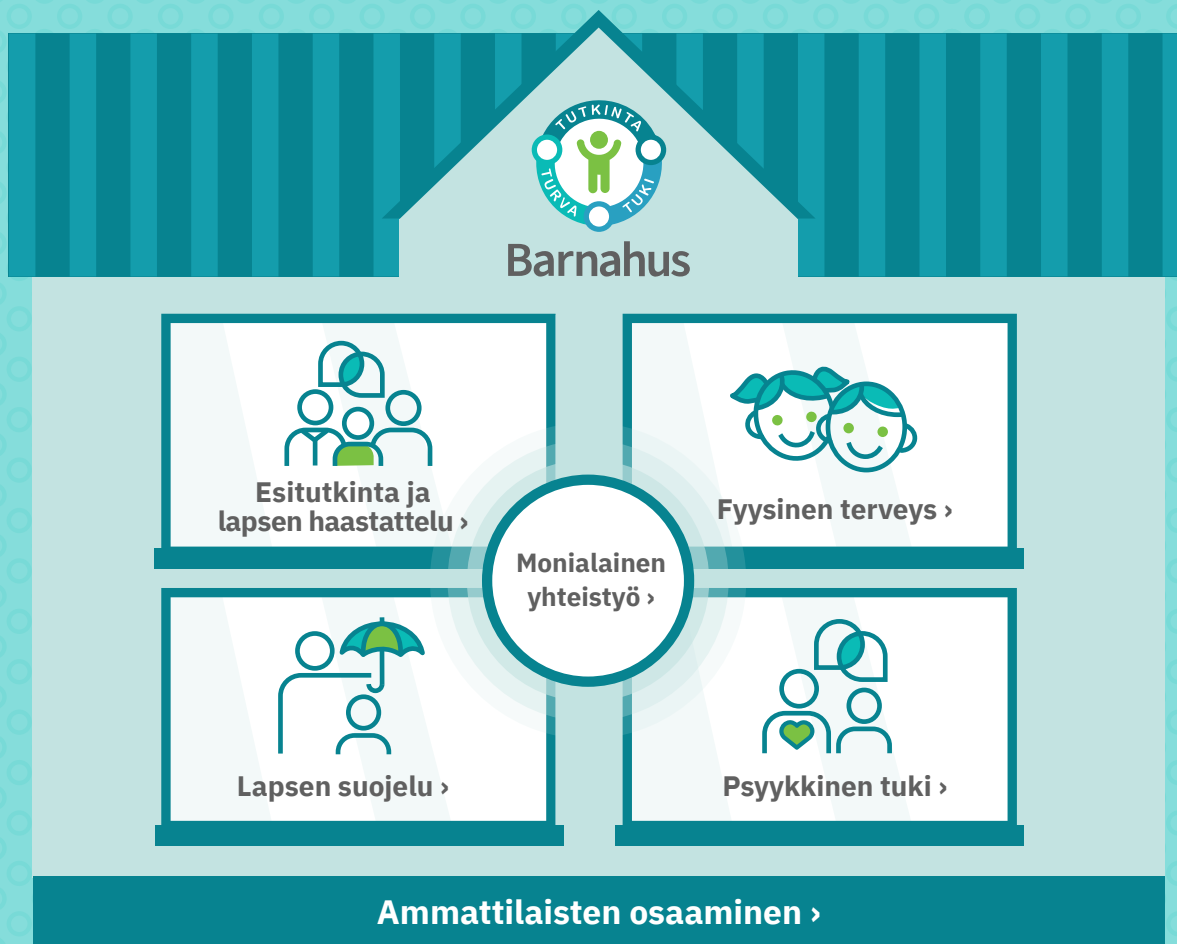 TUTKINTA
TURVA
TUKI
Barnahus
Esitutkinta ja
lapsen haastattelu ›
Fyysinen terveys ›
Monialainen
yhteistyö ›
Lapsen suojelu ›
Psyykkinen tuki ›
Ammattilaisten osaaminen ›